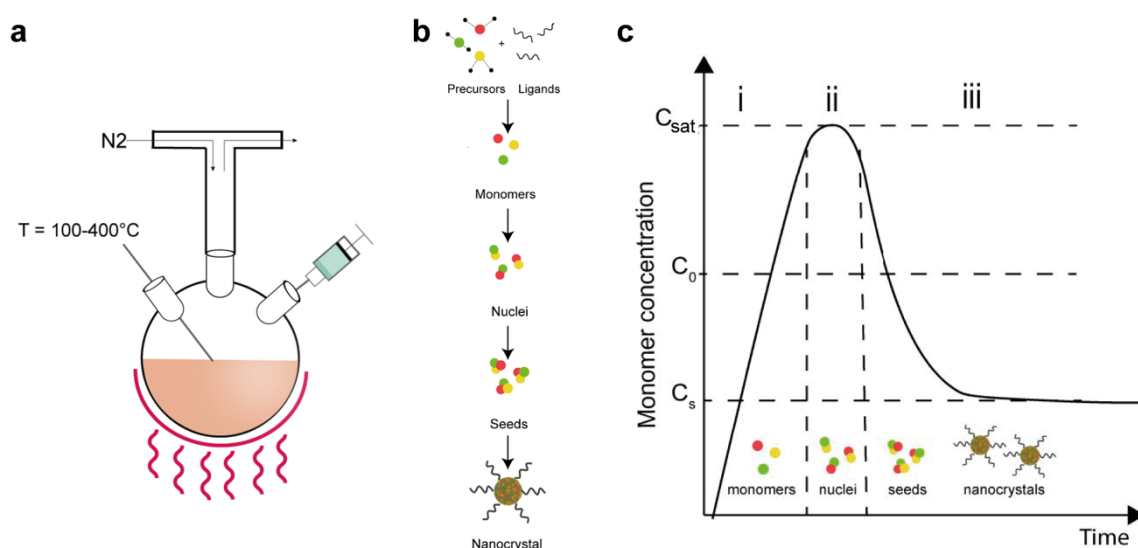 a
N2
T = 100-400°C
b
+
Precursors Ligands
Monomers
Nuclei
Seeds
Nanocrystal
c
i ii iii
Csat
C0
Cs
Monomer concentration
monomers nuclei seeds nanocrystals
Time